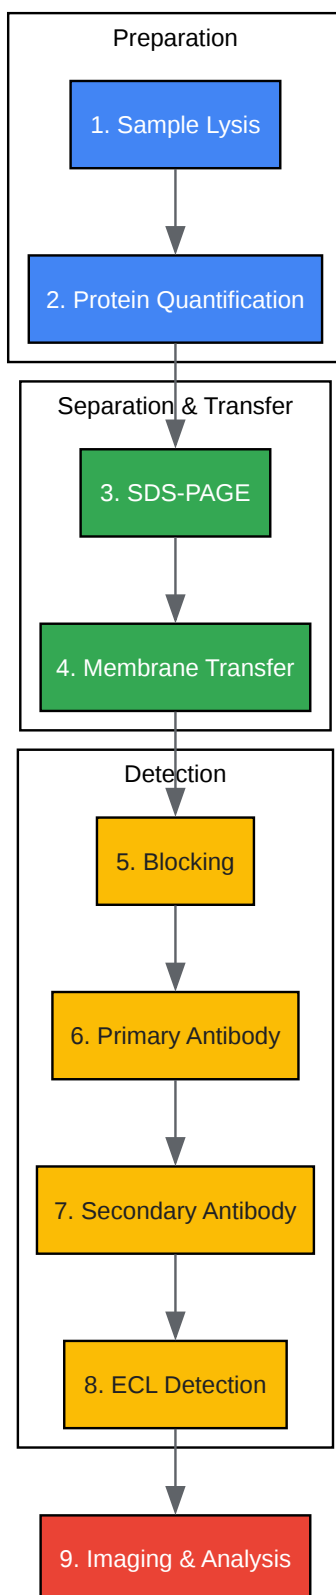 Preparation
1. Sample Lysis
2. Protein Quantification
Separation & Transfer
3. SDS-PAGE
4. Membrane Transfer
Detection
5. Blocking
6. Primary Antibody
7. Secondary Antibody
8. ECL Detection
9. Imaging & Analysis